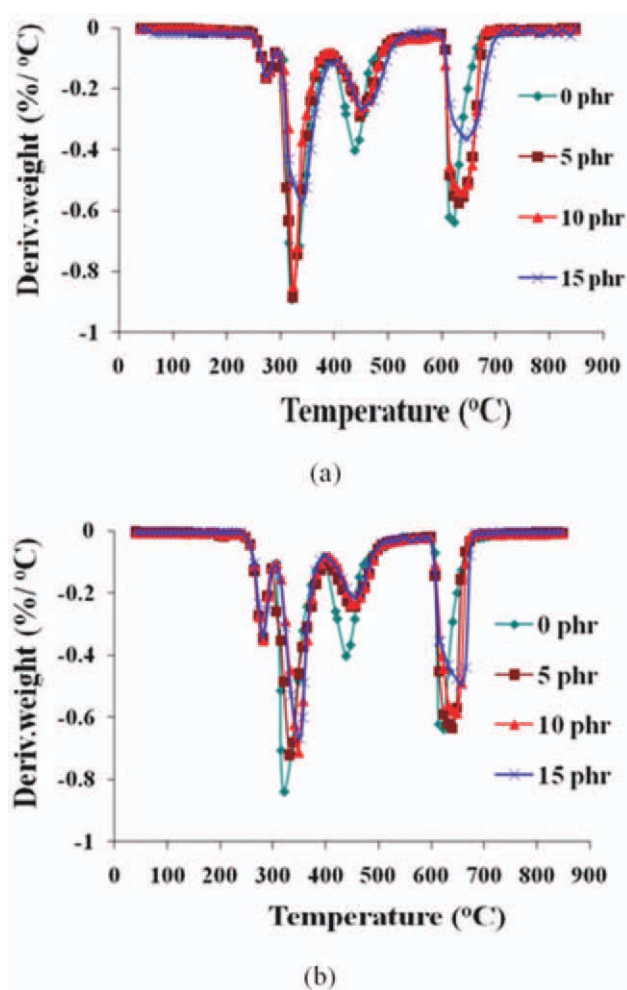 0
-0.2
-0.4
-0.6
-0.8
-1
Deriv.weight (%/ °C)
0 phr
5 phr
10 phr
15 phr
0 100 200 300 400 500 600 700 800 900
Temperature (°C)
(a)
0
-0.2
-0.4
-0.6
-0.8
-1
Deriv.weight (%/ °C)
0 phr
5 phr
10 phr
15 phr
0 100 200 300 400 500 600 700 800 900
Temperature (°C)
(b)